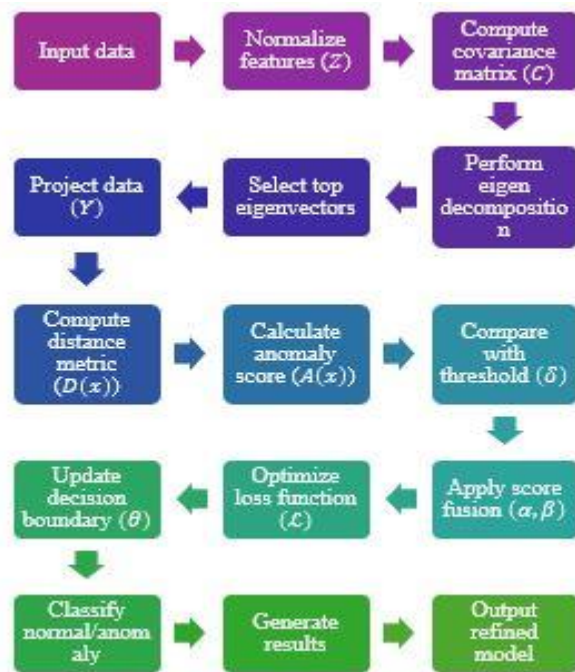 Input data
Normalize
features (Z)
Compute
covariance
matrix (C)
Perform
eigen
decompositio
n
Select top
eigenvectors
Project data
(Y)
Compute
distance
metric
(D(x))
Calculate
anomaly
score (A(x))
Compare
with
threshold (δ)
Apply score
fusion (α, β)
Optimize
loss function
(ℒ)
Update
decision
boundary (θ)
Classify
normal/anom
aly
Generate
results
Output
refined
model